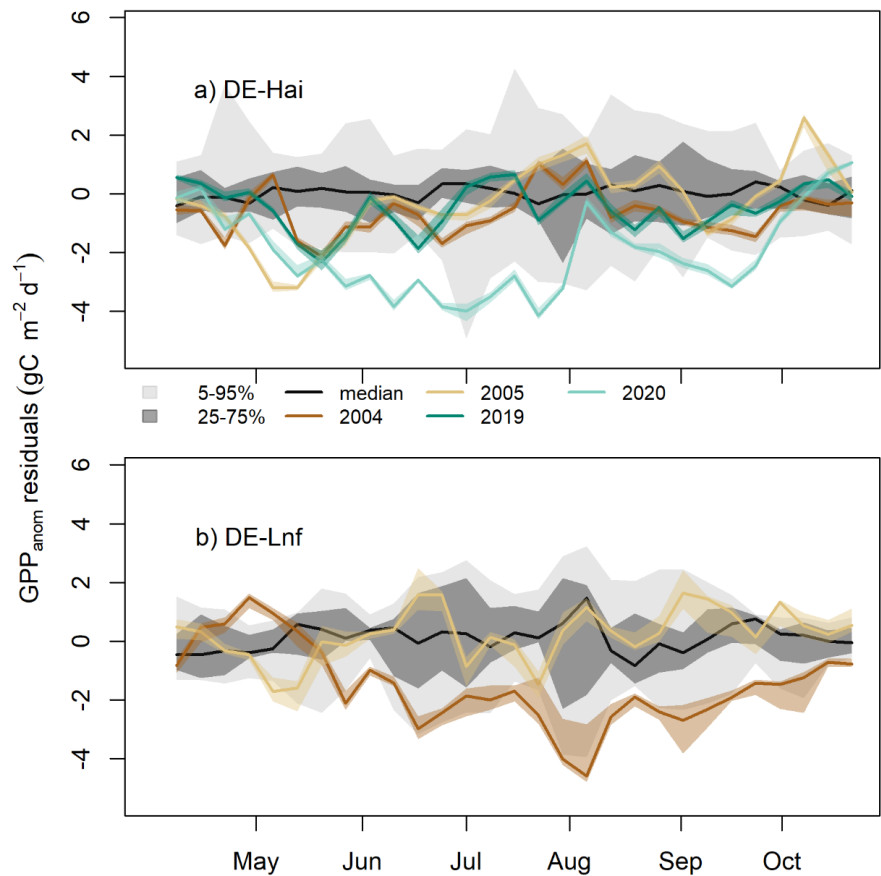 6
4
2
0
-2
-4
a) DE-Hai
5-95% median 2005 2020
25-75% 2004 2019
GPPanom residuals (gC m−2 d−1)
6
4
2
0
-2
-4
b) DE-Lnf
May Jun Jul Aug Sep Oct